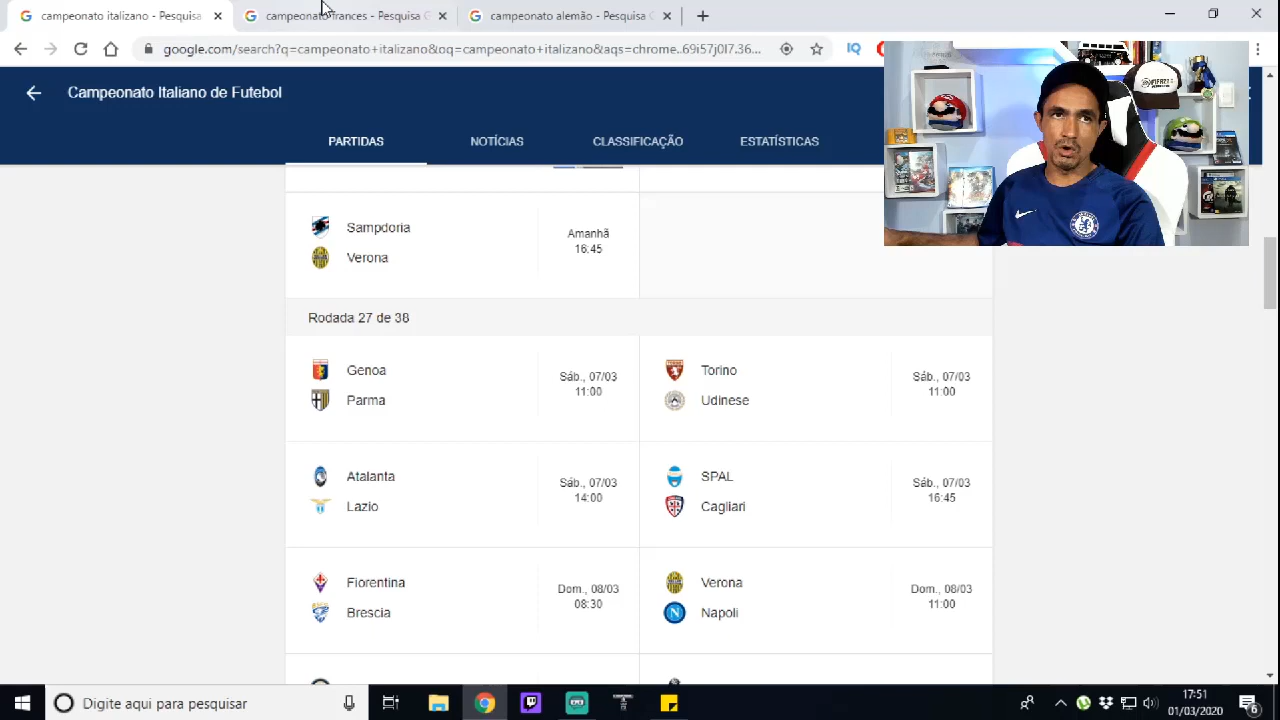 campeonato italizano - Pesquisa
campeonato frances - Pesquisa G
campeonato alemão - Pesquisa G
google.com/search?q=campeonato+italizano&oq=campeonato+italizano&aqs=chrome..69i57j0l7.36...
IQ
Campeonato Italiano de Futebol
PARTIDAS
NOTÍCIAS
CLASSIFICAÇÃO
ESTATÍSTICAS
Sampdoria
Verona
Amanhã
16:45
Rodada 27 de 38
Genoa
Parma
Sáb., 07/03
11:00
Torino
Udinese
Sáb., 07/03
11:00
Atalanta
Lazio
Sáb., 07/03
14:00
SPAL
Cagliari
Sáb., 07/03
16:45
Fiorentina
Brescia
Dom., 08/03
08:30
Verona
Napoli
Dom., 08/03
11:00
Digite aqui para pesquisar
17:51
01/03/2020
6